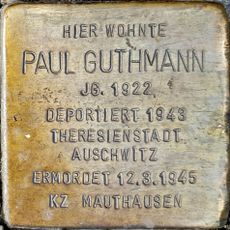 HIER WOHNTE
PAUL GUTHMANN
JG. 1922
DEPORTIERT 1943
THERESIENSTADT
AUSCHWITZ
ERMORDET 12.3.1945
KZ MAUTHAUSEN